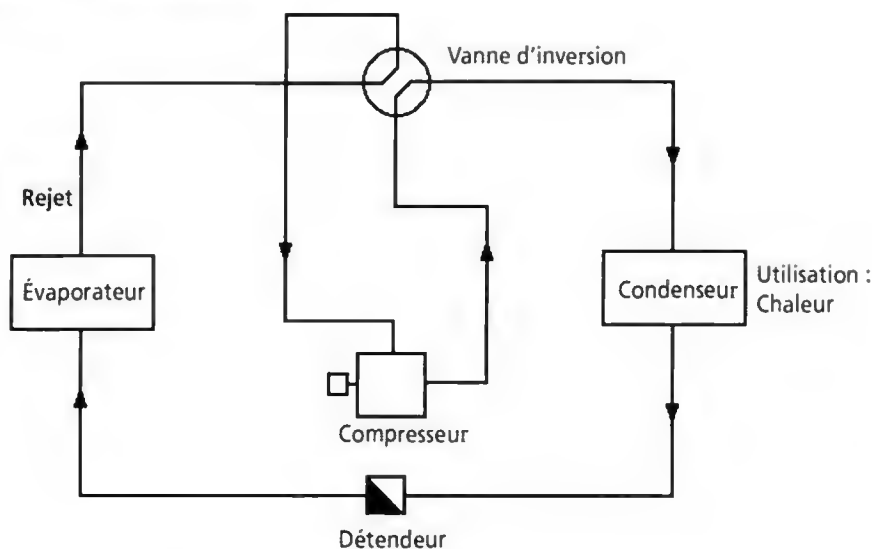 Vanne d'inversion
Rejet
Évaporateur
Condenseur
Utilisation :
Chaleur
Compresseur
Détendeur